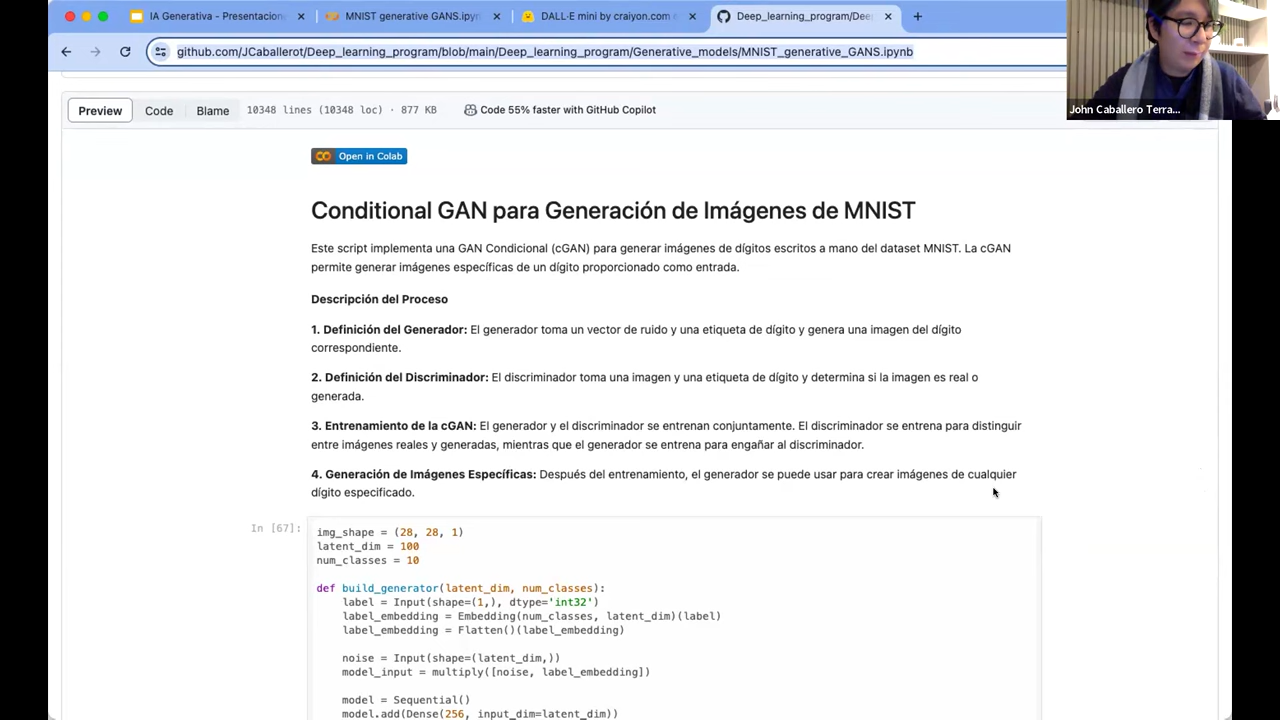 IA Generativa - Presentacion
MNIST generative GANS.ipynb
DALL·E mini by craiyon.com
Deep_learning_program/Dee
github.com/JCaballerot/Deep_learning_program/blob/main/Deep_learning_program/Generative_models/MNIST_generative_GANS.ipynb
John Caballero Terra...
Preview
Code
Blame
10348 lines (10348 loc) · 877 KB
Code 55% faster with GitHub Copilot
Open in Colab
Conditional GAN para Generación de Imágenes de MNIST
Este script implementa una GAN Condicional (cGAN) para generar imágenes de dígitos escritos a mano del dataset MNIST. La cGAN
permite generar imágenes específicas de un dígito proporcionado como entrada.
Descripción del Proceso
1. Definición del Generador: El generador toma un vector de ruido y una etiqueta de dígito y genera una imagen del dígito
correspondiente.
2. Definición del Discriminador: El discriminador toma una imagen y una etiqueta de dígito y determina si la imagen es real o
generada.
3. Entrenamiento de la cGAN: El generador y el discriminador se entrenan conjuntamente. El discriminador se entrena para distinguir
entre imágenes reales y generadas, mientras que el generador se entrena para engañar al discriminador.
4. Generación de Imágenes Específicas: Después del entrenamiento, el generador se puede usar para crear imágenes de cualquier
dígito especificado.
In [67]:
img_shape = (28, 28, 1)
latent_dim = 100
num_classes = 10
def build_generator(latent_dim, num_classes):
label = Input(shape=(1,), dtype='int32')
label_embedding = Embedding(num_classes, latent_dim)(label)
label_embedding = Flatten()(label_embedding)
noise = Input(shape=(latent_dim,))
model_input = multiply([noise, label_embedding])
model = Sequential()
model.add(Dense(256, input_dim=latent_dim))